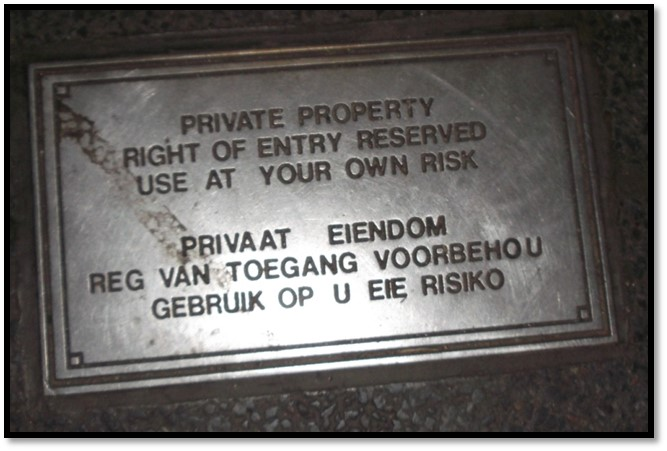 PRIVATE PROPERTY
RIGHT OF ENTRY RESERVED
USE AT YOUR OWN RISK
PRIVAAT EIENDOM
REG VAN TOEGANG VOORBEHOU
GEBRUIK OP U EIE RISIKO